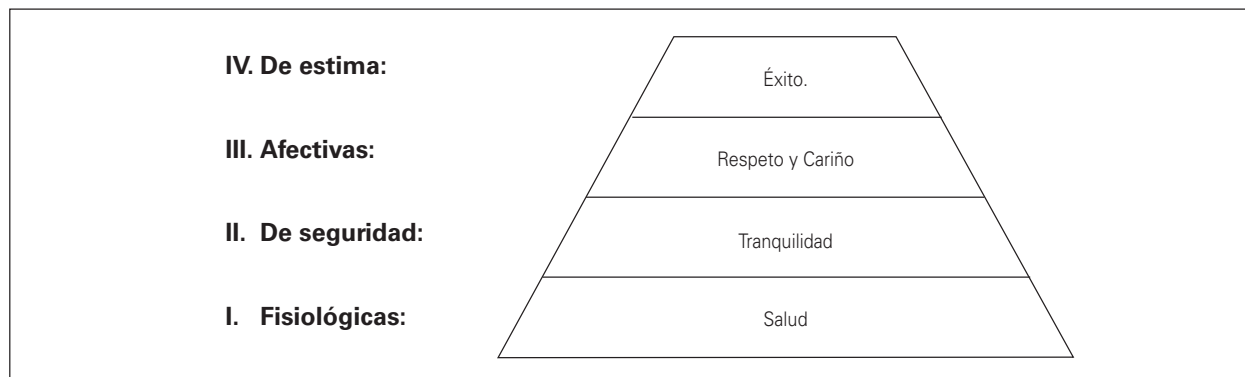 IV. De estima:
Éxito.
III. Afectivas:
Respeto y Cariño
II. De seguridad:
Tranquilidad
I. Fisiológicas:
Salud